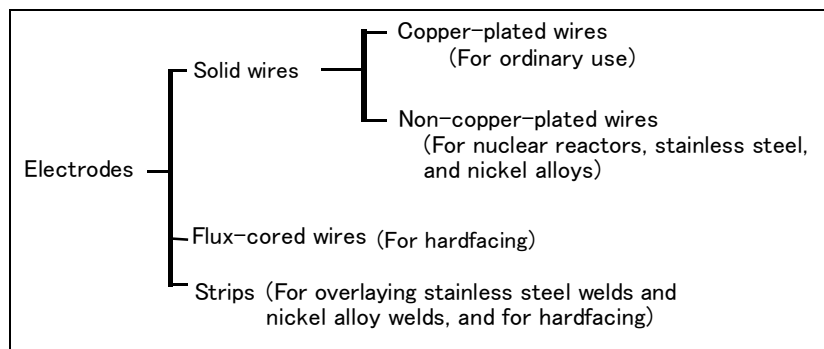 Electrodes
Solid wires
Copper-plated wires
(For ordinary use)
Non-copper-plated wires
(For nuclear reactors, stainless steel,
and nickel alloys)
Flux-cored wires (For hardfacing)
Strips (For overlaying stainless steel welds and
nickel alloy welds, and for hardfacing)